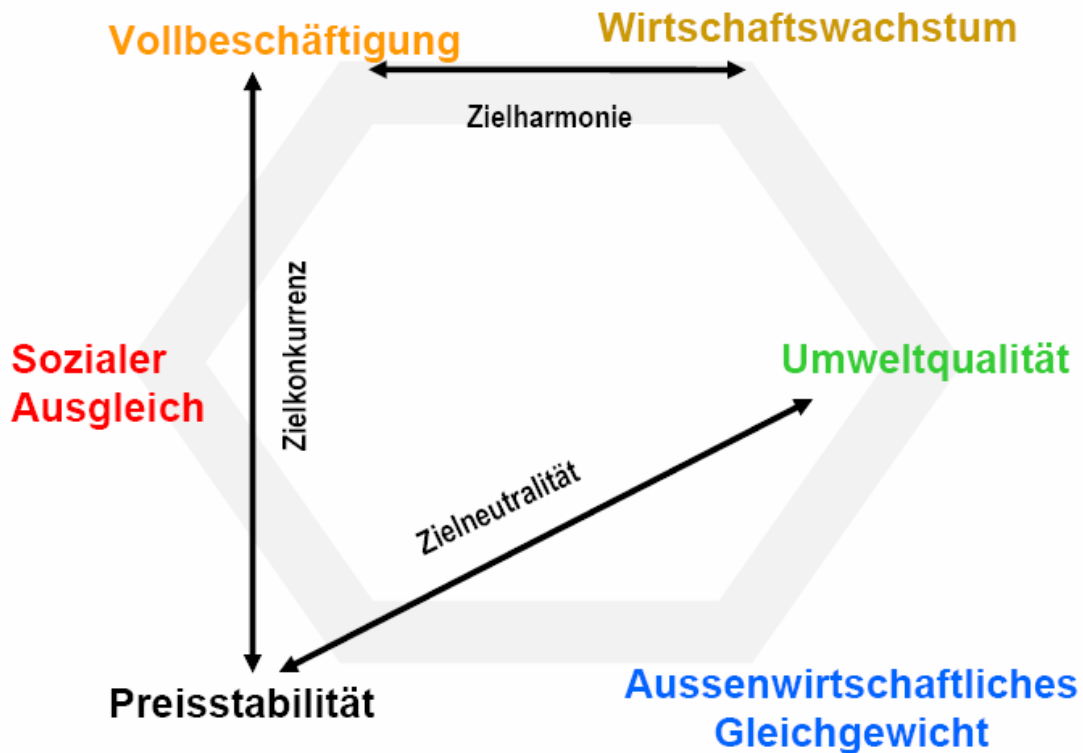 Vollbeschäftigung
Wirtschaftswachstum
Zielharmonie
Zielkonkurrenz
Sozialer
Ausgleich
Umweltqualität
Zielneutralität
Preisstabilität
Aussenwirtschaftliches
Gleichgewicht